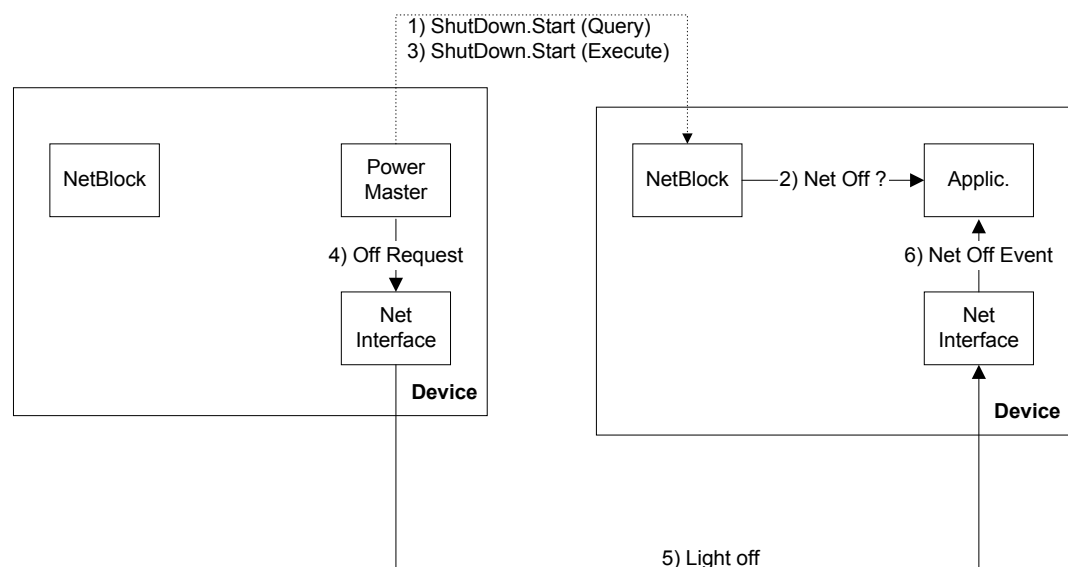 1) ShutDown.Start (Query)
3) ShutDown.Start (Execute)
NetBlock
Power
Master
NetBlock
2) Net Off ?
Applic.
4) Off Request
6) Net Off Event
Net
Interface
Net
Interface
Device
Device
5) Light off